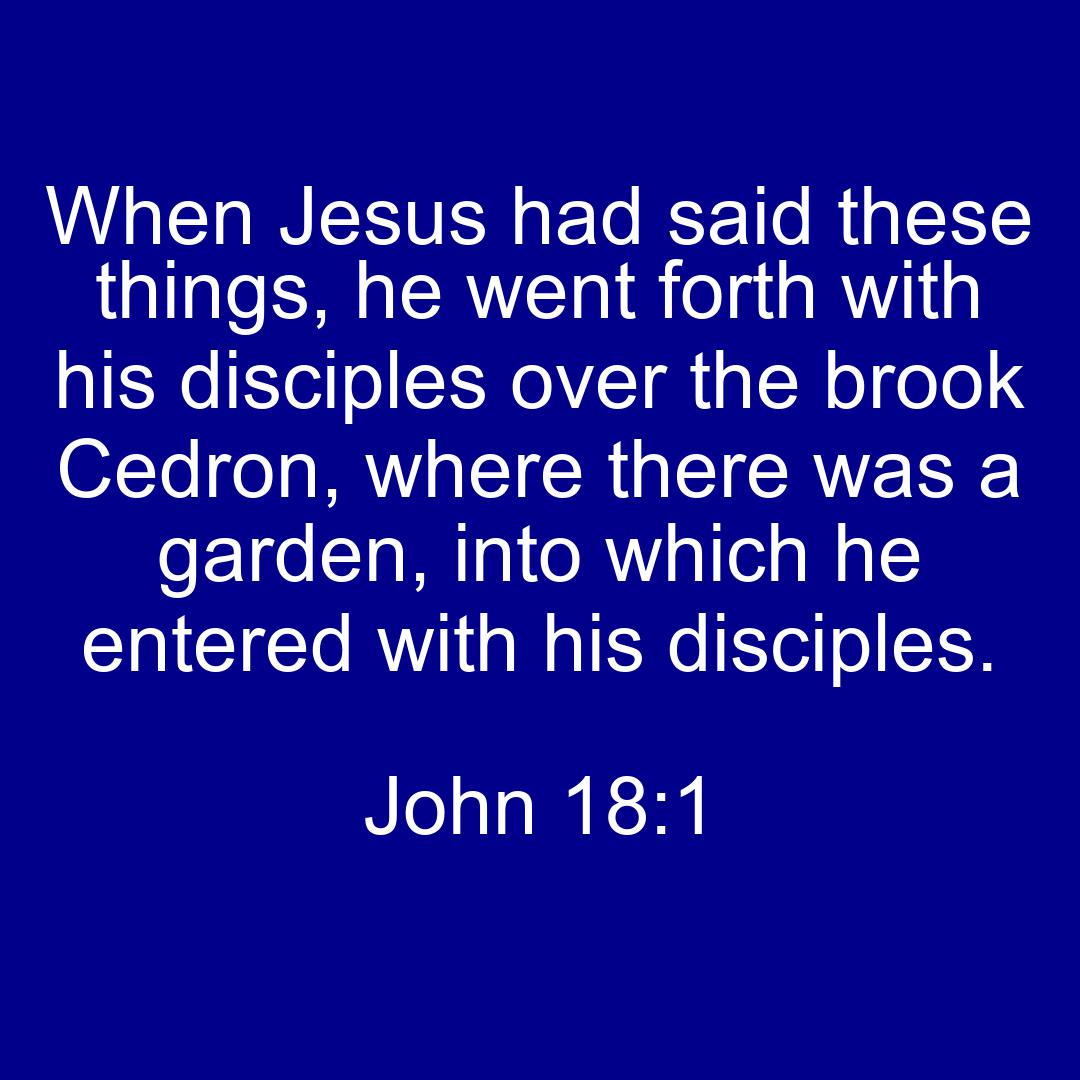 When Jesus had said these
things, he went forth with
his disciples over the brook
Cedron, where there was a
garden, into which he
entered with his disciples.
John 18:1